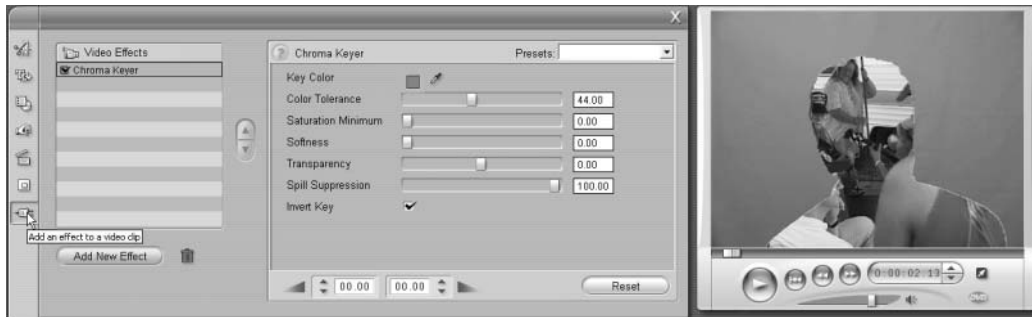 X
Video Effects
Chroma Keyer
Add an effect to a video clip
Add New Effect
? Chroma Keyer Presets:
Key Color
Color Tolerance 44.00
Saturation Minimum 0.00
Softness 0.00
Transparency 0.00
Spill Suppression 100.00
Invert Key
00.00 00.00
Reset
0:00:02.13